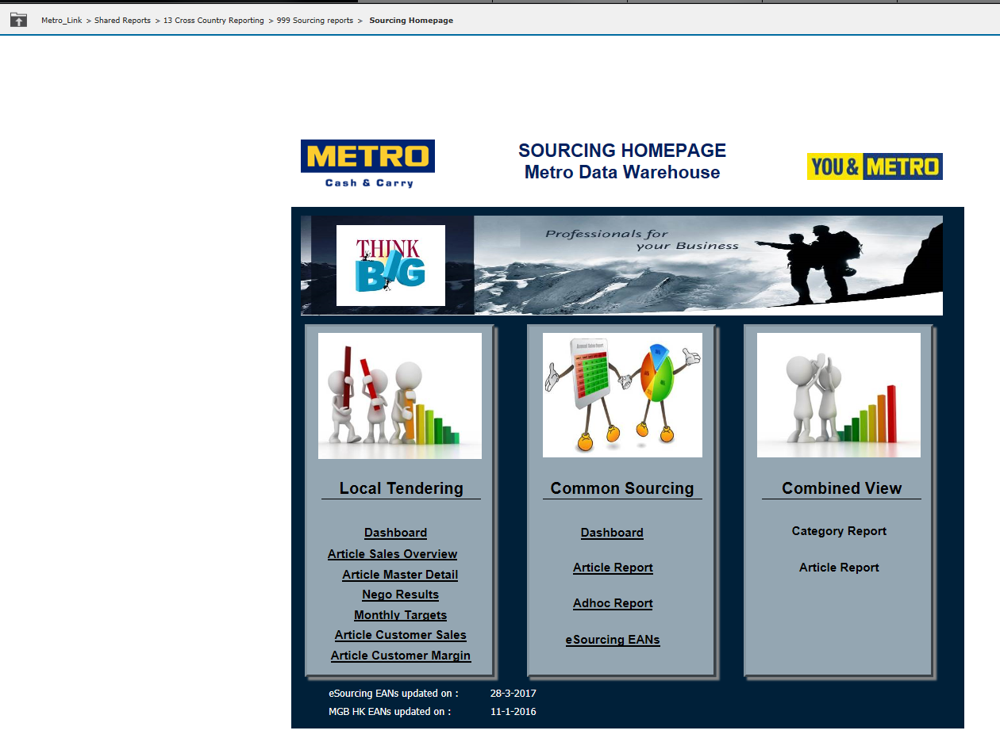 Metro_Link > Shared Reports > 13 Cross Country Reporting > 999 Sourcing reports > Sourcing Homepage
METRO
Cash & Carry
SOURCING HOMEPAGE
Metro Data Warehouse
YOU & METRO
THINK
BIG
Professionals for
your Business
Local Tendering
Dashboard
Article Sales Overview
Article Master Detail
Nego Results
Monthly Targets
Article Customer Sales
Article Customer Margin
Common Sourcing
Dashboard
Article Report
Adhoc Report
eSourcing EANs
Combined View
Category Report
Article Report
eSourcing EANs updated on : 28-3-2017
MGB HK EANs updated on : 11-1-2016